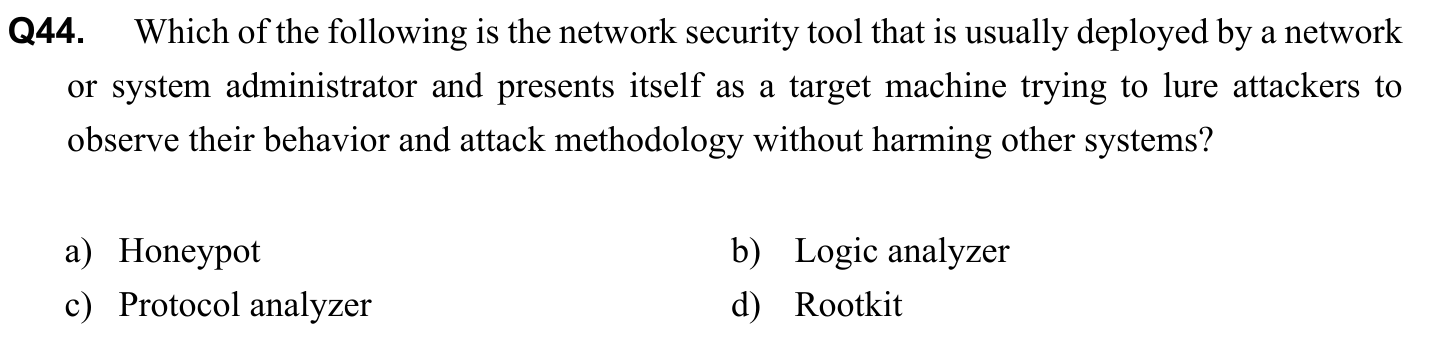 Q44. Which of the following is the network security tool that is usually deployed by a network
or system administrator and presents itself as a target machine trying to lure attackers to
observe their behavior and attack methodology without harming other systems?
a) Honeypot b) Logic analyzer
c) Protocol analyzer d) Rootkit